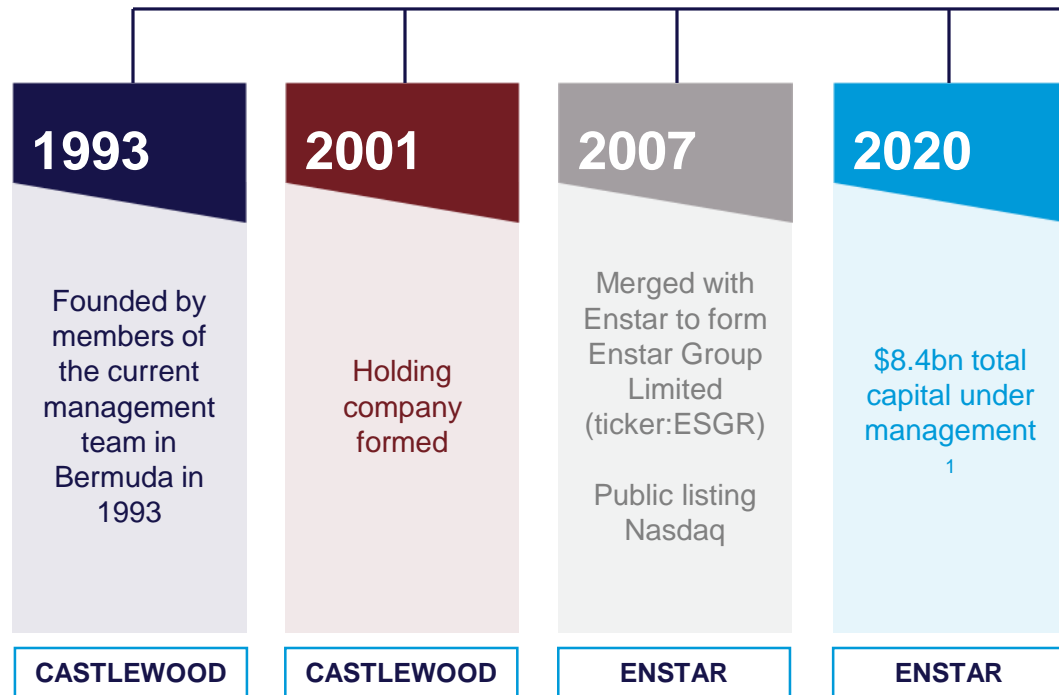 1993
Founded by
members of
the current
management
team in
Bermuda in
1993
CASTLEWOOD
2001
Holding
company
formed
CASTLEWOOD
2007
Merged with
Enstar to form
Enstar Group
Limited
(ticker:ESGR)
Public listing
Nasdaq
ENSTAR
2020
$8.4bn total
capital under
management
1
ENSTAR